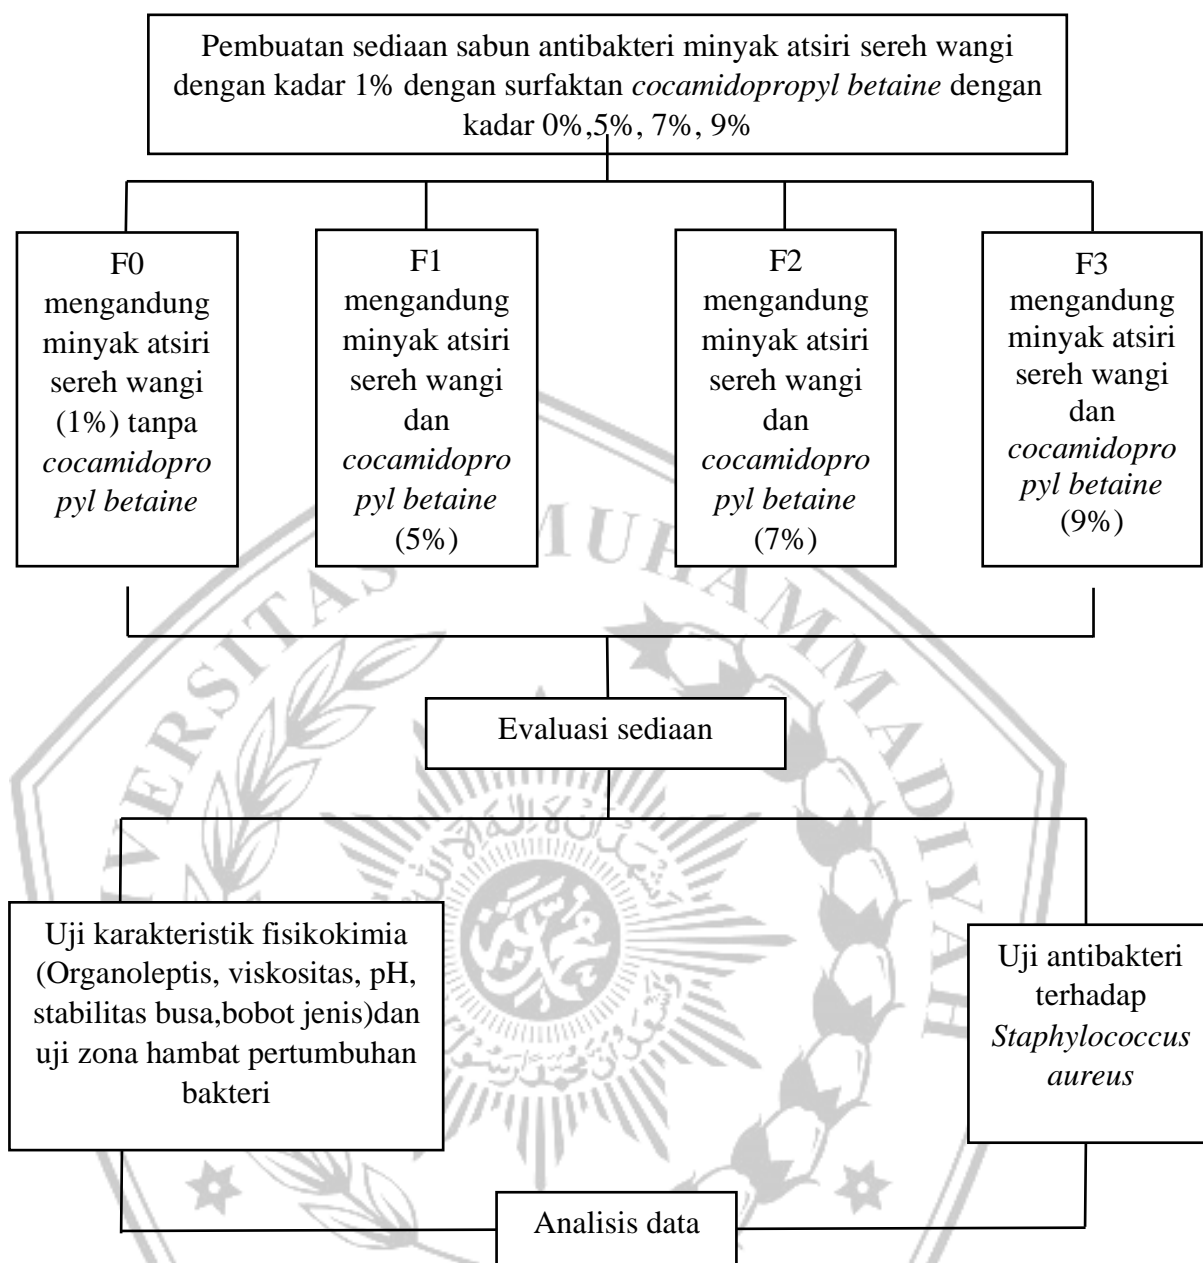 Pembuatan sediaan sabun antibakteri minyak atsiri sereh wangi
dengan kadar 1% dengan surfaktan cocamidopropyl betaine dengan
kadar 0%,5%, 7%, 9%
F0
mengandung
minyak atsiri
sereh wangi
(1%) tanpa
cocamidopro
pyl betaine
F1
mengandung
minyak atsiri
sereh wangi
dan
cocamidopro
pyl betaine
(5%)
F2
mengandung
minyak atsiri
sereh wangi
dan
cocamidopro
pyl betaine
(7%)
F3
mengandung
minyak atsiri
sereh wangi
dan
cocamidopro
pyl betaine
(9%)
MUHAMMADIYAH
Evaluasi sediaan
Uji karakteristik fisikokimia
(Organoleptis, viskositas, pH,
stabilitas busa,bobot jenis)dan
uji zona hambat pertumbuhan
bakteri
Uji antibakteri
terhadap
Staphylococcus
aureus
Analisis data